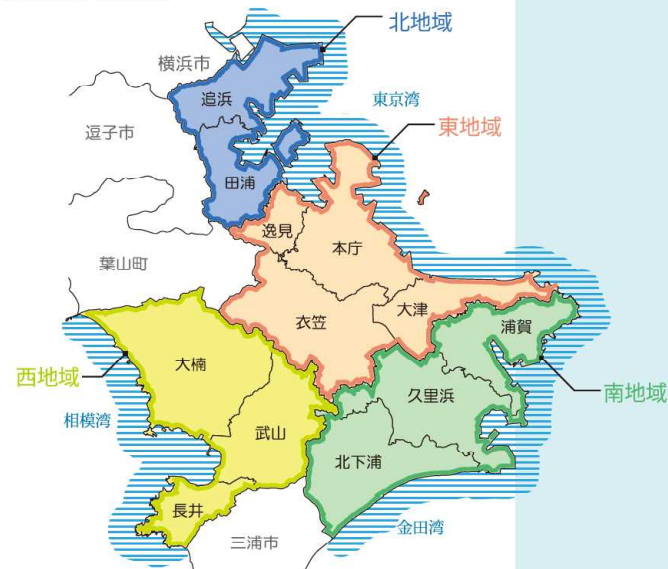 北地域
横浜市
追浜
東京湾
逗子市
東地域
田浦
逸見
本庁
葉山町
大津
衣笠
浦賀
大楠
西地域
久里浜
南地域
相模湾
武山
北下浦
長井
金田湾
三浦市